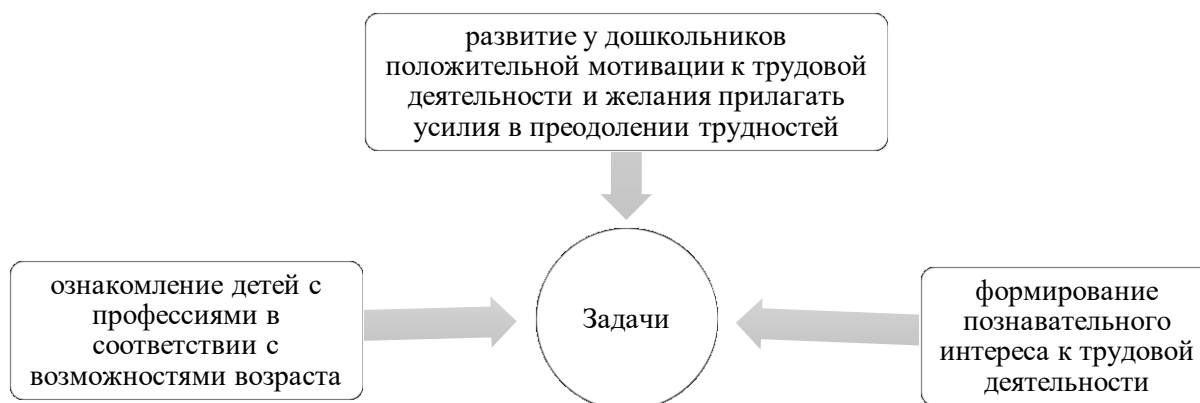 развитие у дошкольников
положительной мотивации к трудовой
деятельности и желания прилагать
усилия в преодолении трудностей
ознакомление детей с
профессиями в
соответствии с
возможностями возраста
Задачи
формирование
познавательного
интереса к трудовой
деятельности